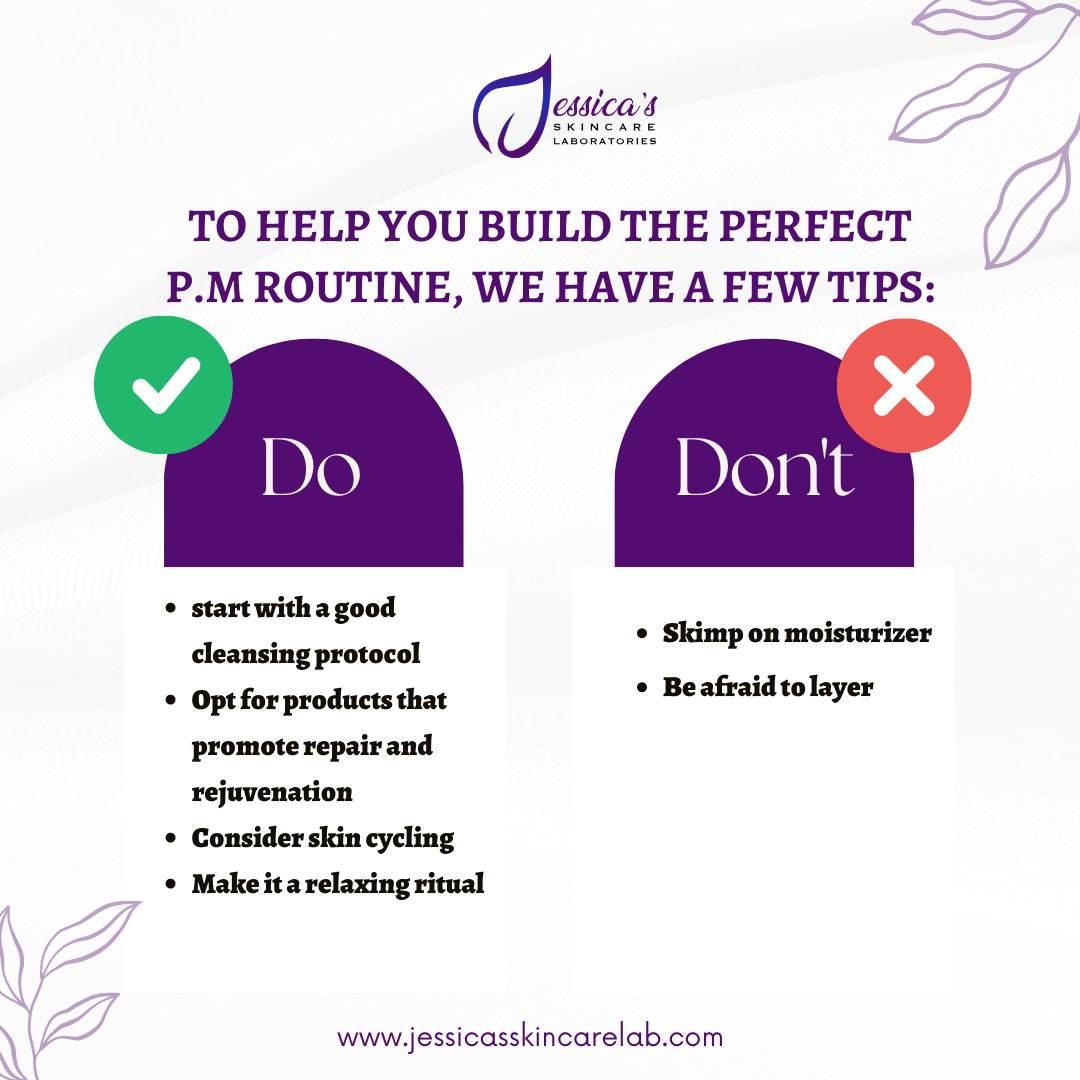 Jessica's
SKINCARE
LABORATORIES
TO HELP YOU BUILD THE PERFECT
P.M ROUTINE, WE HAVE A FEW TIPS:
Do
• start with a good
cleansing protocol
• Opt for products that
promote repair and
rejuvenation
• Consider skin cycling
• Make it a relaxing ritual
Don't
• Skimp on moisturizer
• Be afraid to layer
www.jessicasskincarelab.com